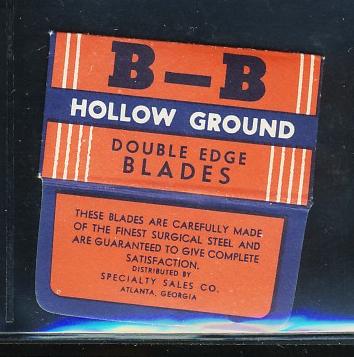 B–B
HOLLOW GROUND
DOUBLE EDGE
BLADES
THESE BLADES ARE CAREFULLY MADE
OF THE FINEST SURGICAL STEEL AND
ARE GUARANTEED TO GIVE COMPLETE
SATISFACTION.
DISTRIBUTED BY
SPECIALTY SALES CO.
ATLANTA, GEORGIA